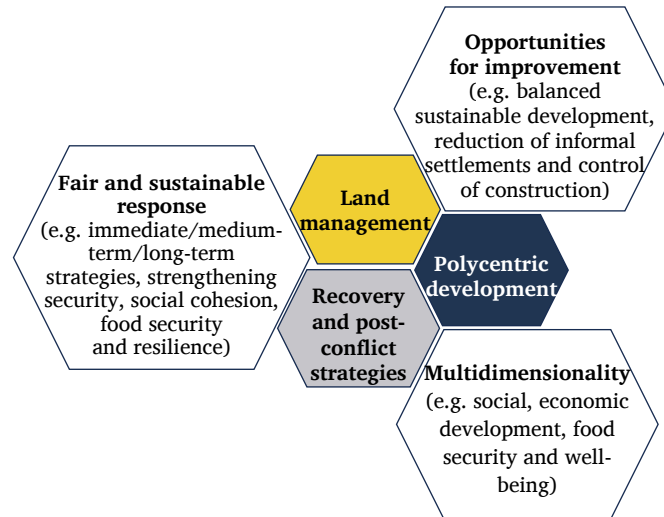 Opportunities
for improvement
(e.g. balanced
sustainable development,
reduction of informal
settlements and control
of construction)
Fair and sustainable
response
(e.g. immediate/medium-
term/long-term
strategies, strengthening
security, social cohesion,
food security
and resilience)
Land
management
Polycentric
development
Recovery
and post-
conflict
strategies
Multidimensionality
(e.g. social, economic
development, food
security and well-
being)